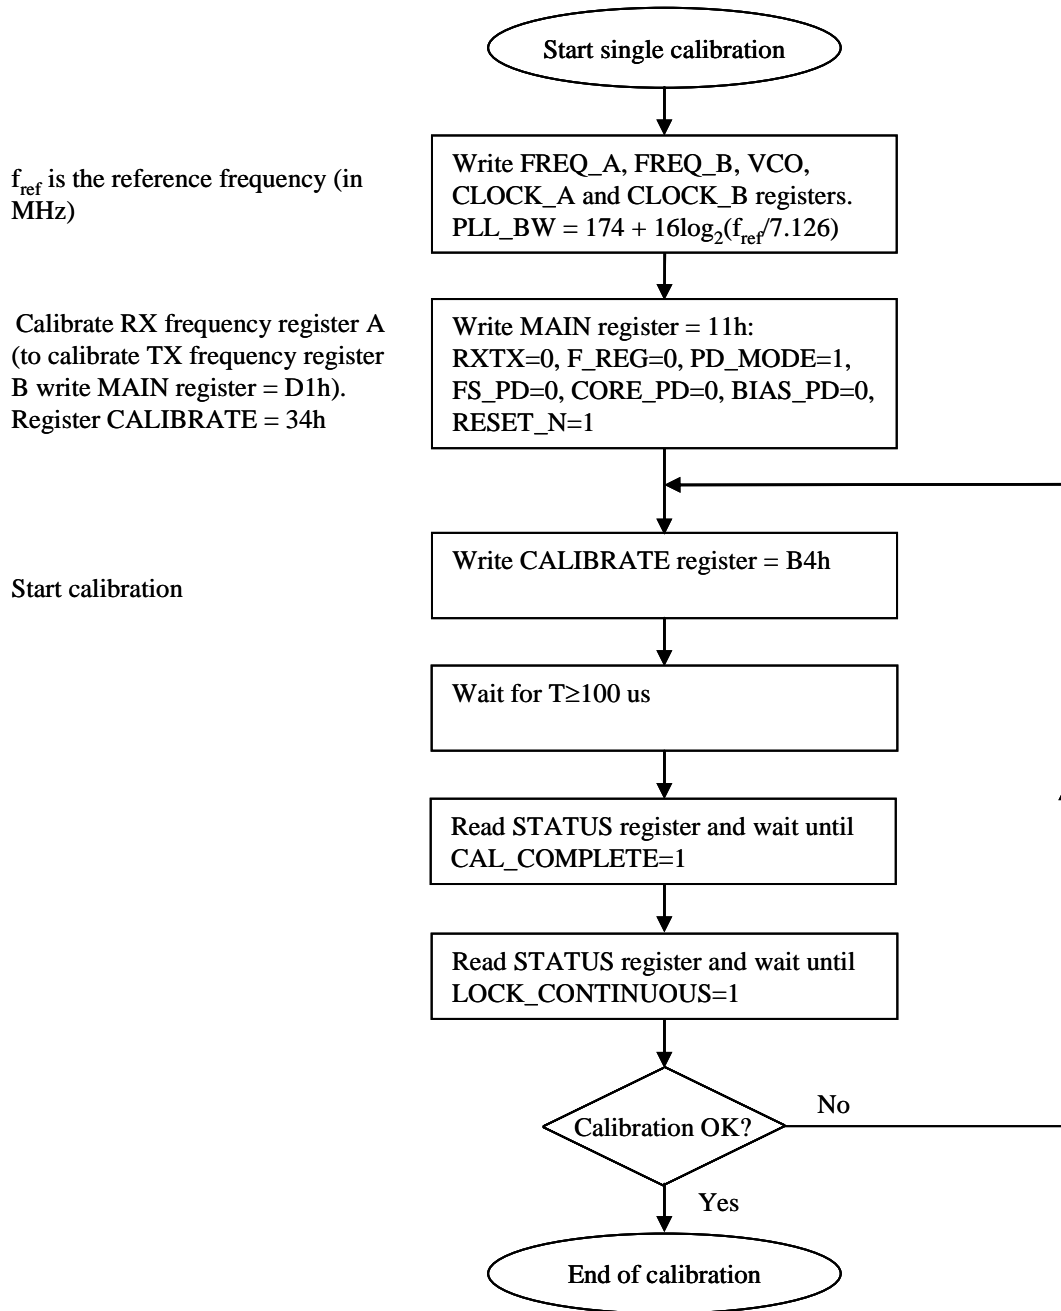 Start single calibration
f_ref is the reference frequency (in
MHz)
Write FREQ_A, FREQ_B, VCO,
CLOCK_A and CLOCK_B registers.
PLL_BW = 174 + 16log₂(f_ref/7.126)
Calibrate RX frequency register A
(to calibrate TX frequency register
B write MAIN register = D1h).
Register CALIBRATE = 34h
Write MAIN register = 11h:
RXTX=0, F_REG=0, PD_MODE=1,
FS_PD=0, CORE_PD=0, BIAS_PD=0,
RESET_N=1
Start calibration
Write CALIBRATE register = B4h
Wait for T≥100 us
Read STATUS register and wait until
CAL_COMPLETE=1
Read STATUS register and wait until
LOCK_CONTINUOUS=1
Calibration OK?
No
Yes
End of calibration